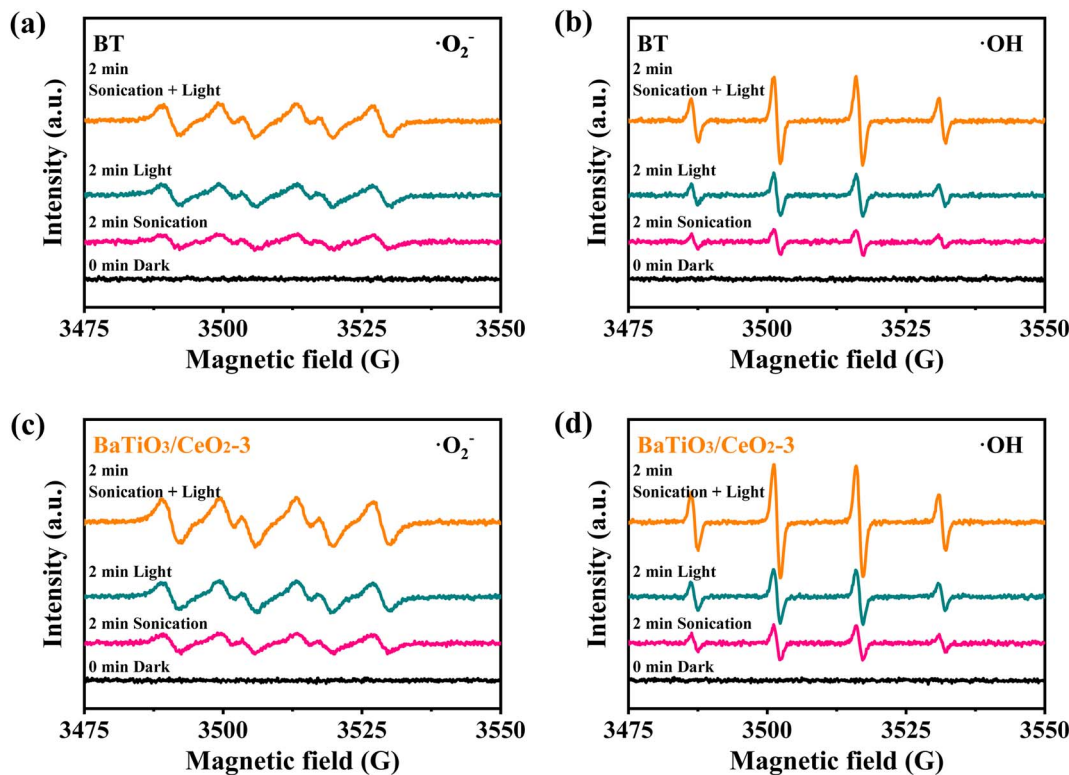 (a)
BT
·O₂⁻
2 min
Sonication + Light
2 min Light
2 min Sonication
0 min Dark
Intensity (a.u.)
3475 3500 3525 3550
Magnetic field (G)
(b)
BT
·OH
2 min
Sonication + Light
2 min Light
2 min Sonication
0 min Dark
Intensity (a.u.)
3475 3500 3525 3550
Magnetic field (G)
(c)
BaTiO₃/CeO₂-3
·O₂⁻
2 min
Sonication + Light
2 min Light
2 min Sonication
0 min Dark
Intensity (a.u.)
3475 3500 3525 3550
Magnetic field (G)
(d)
BaTiO₃/CeO₂-3
·OH
2 min
Sonication + Light
2 min Light
2 min Sonication
0 min Dark
Intensity (a.u.)
3475 3500 3525 3550
Magnetic field (G)